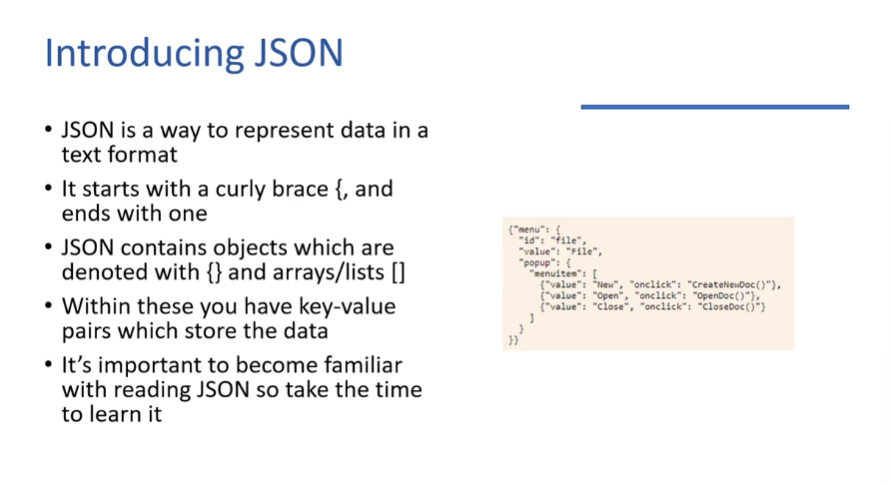 Introducing JSON
• JSON is a way to represent data in a
text format
• It starts with a curly brace {, and
ends with one
• JSON contains objects which are
denoted with {} and arrays/lists []
• Within these you have key-value
pairs which store the data
• It's important to become familiar
with reading JSON so take the time
to learn it
{"menu": {
  "id": "file",
  "value": "File",
  "popup": {
    "menuitem": [
      {"value": "New", "onclick": "CreateNewDoc()"},
      {"value": "Open", "onclick": "OpenDoc()"},
      {"value": "Close", "onclick": "CloseDoc()"}
    ]
  }
}}